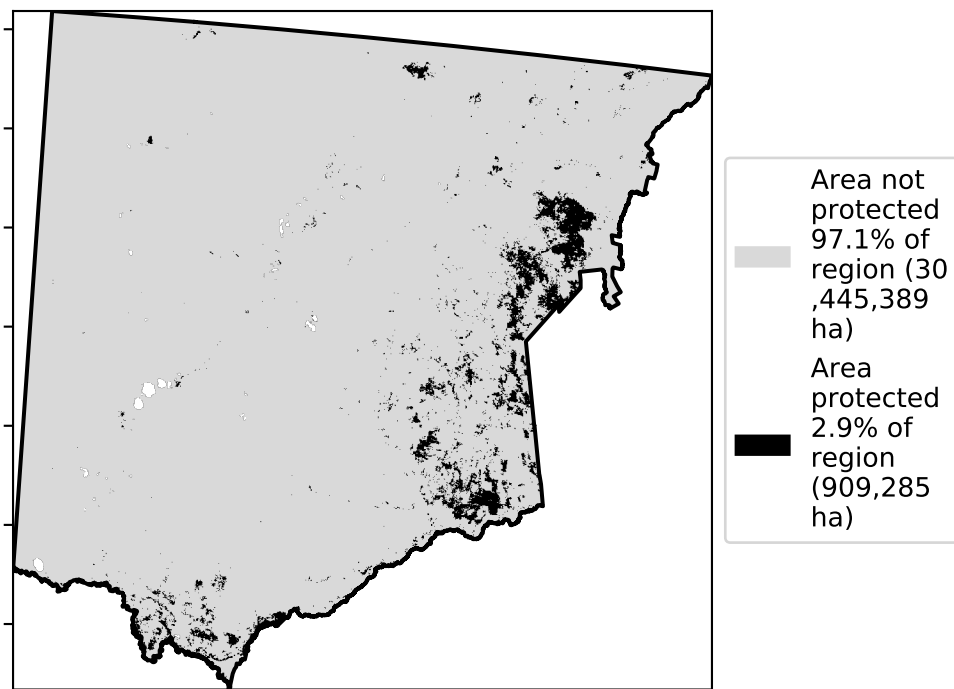 Area not
protected
97.1% of
region (30
,445,389
ha)
Area
protected
2.9% of
region
(909,285
ha)